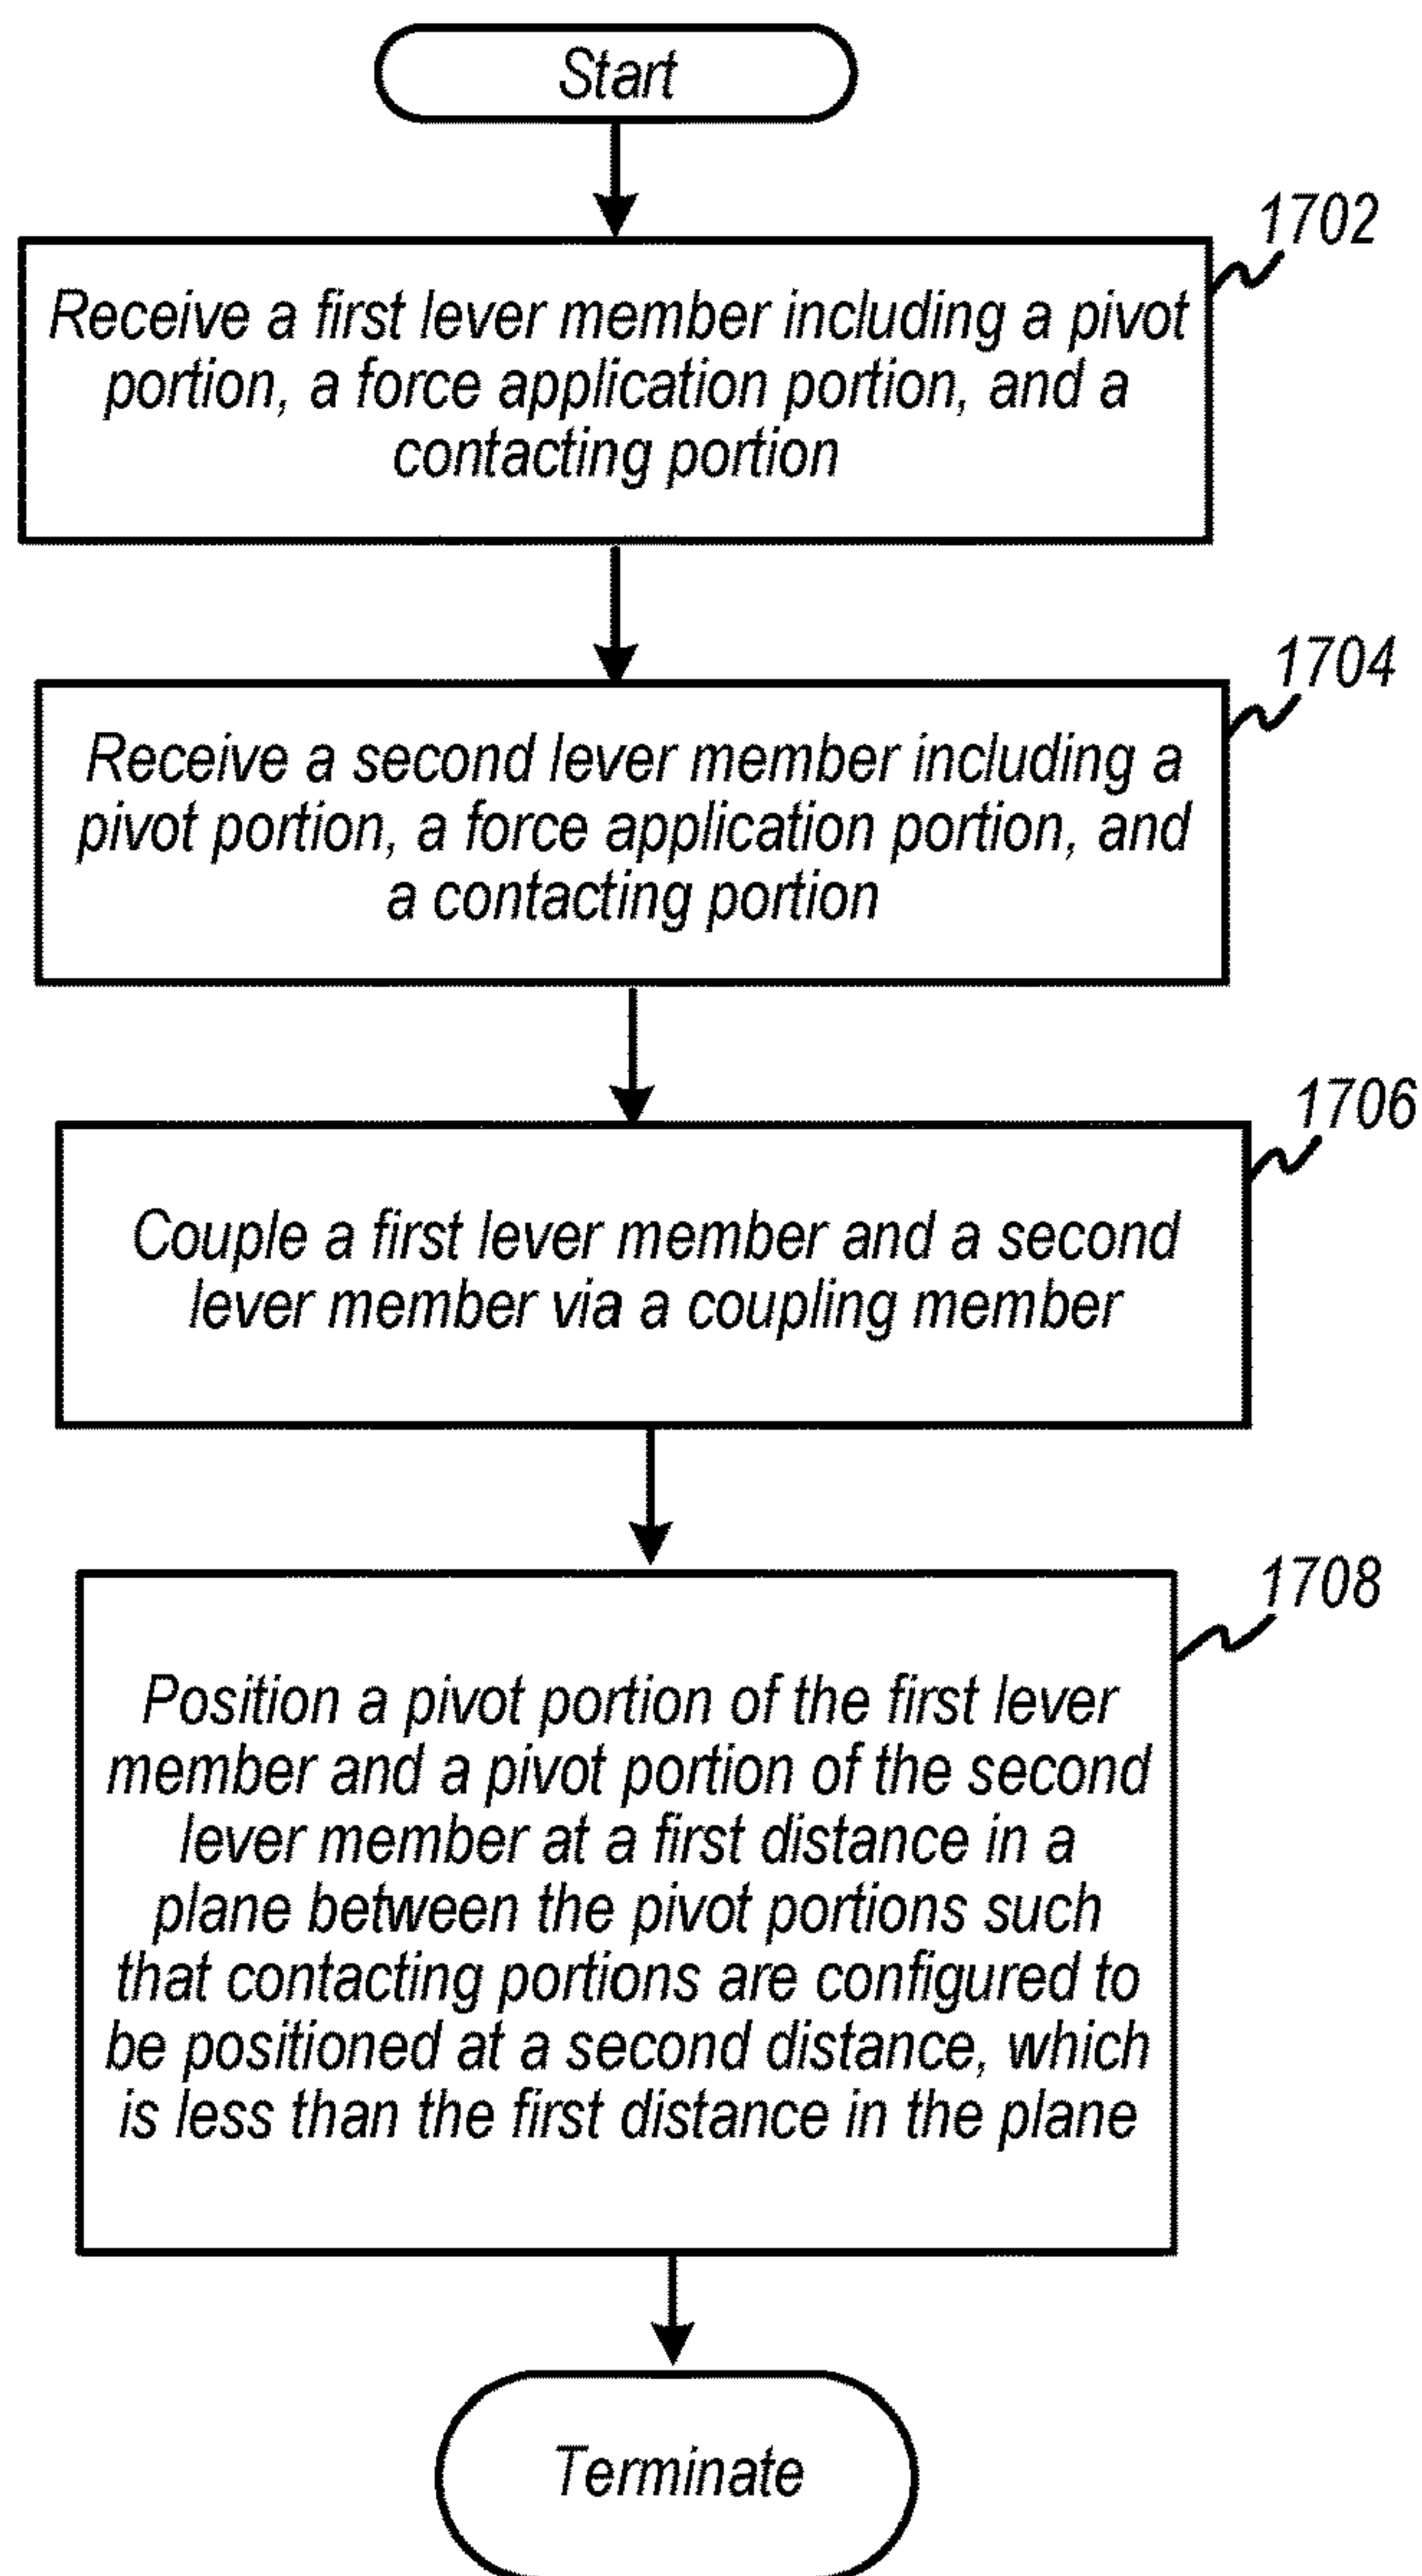 Start
1702
Receive a first lever member including a pivot
portion, a force application portion, and a
contacting portion
1704
Receive a second lever member including a
pivot portion, a force application portion, and
a contacting portion
1706
Couple a first lever member and a second
lever member via a coupling member
1708
Position a pivot portion of the first lever
member and a pivot portion of the second
lever member at a first distance in a
plane between the pivot portions such
that contacting portions are configured to
be positioned at a second distance, which
is less than the first distance in the plane
Terminate